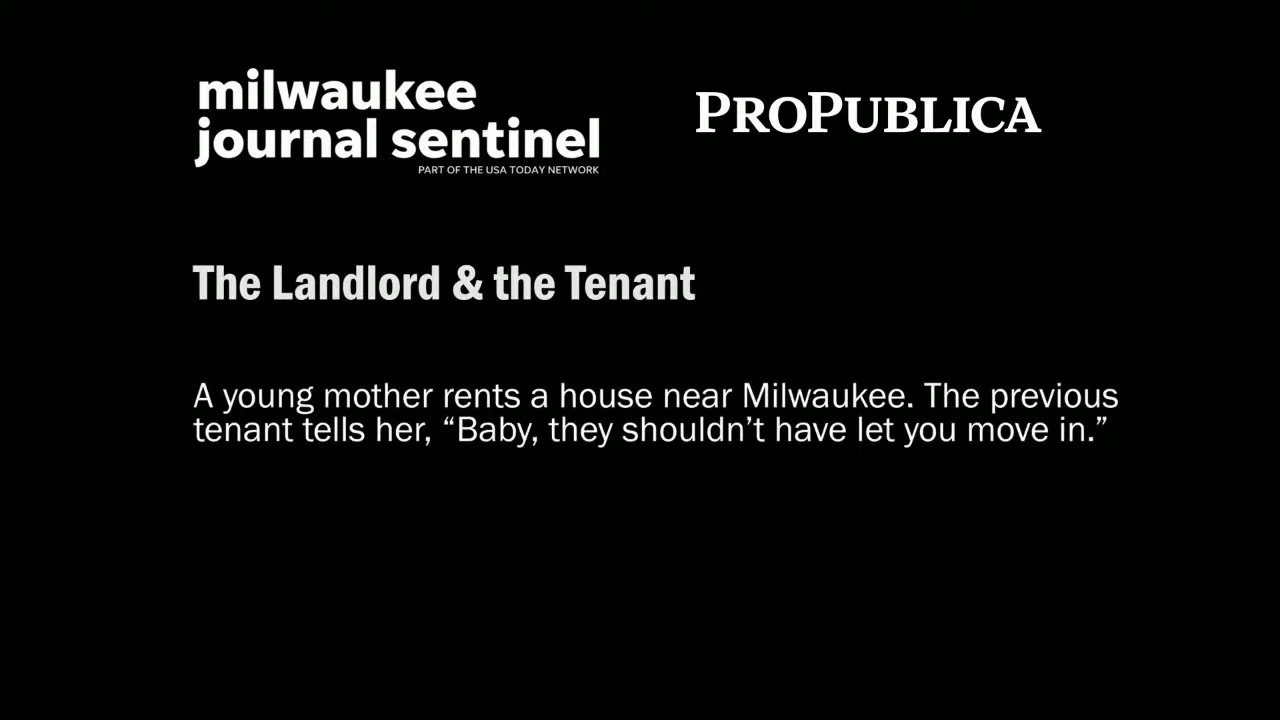 milwaukee
journal sentinel
PART OF THE USA TODAY NETWORK
PROPUBLICA
The Landlord & the Tenant
A young mother rents a house near Milwaukee. The previous
tenant tells her, “Baby, they shouldn’t have let you move in.”